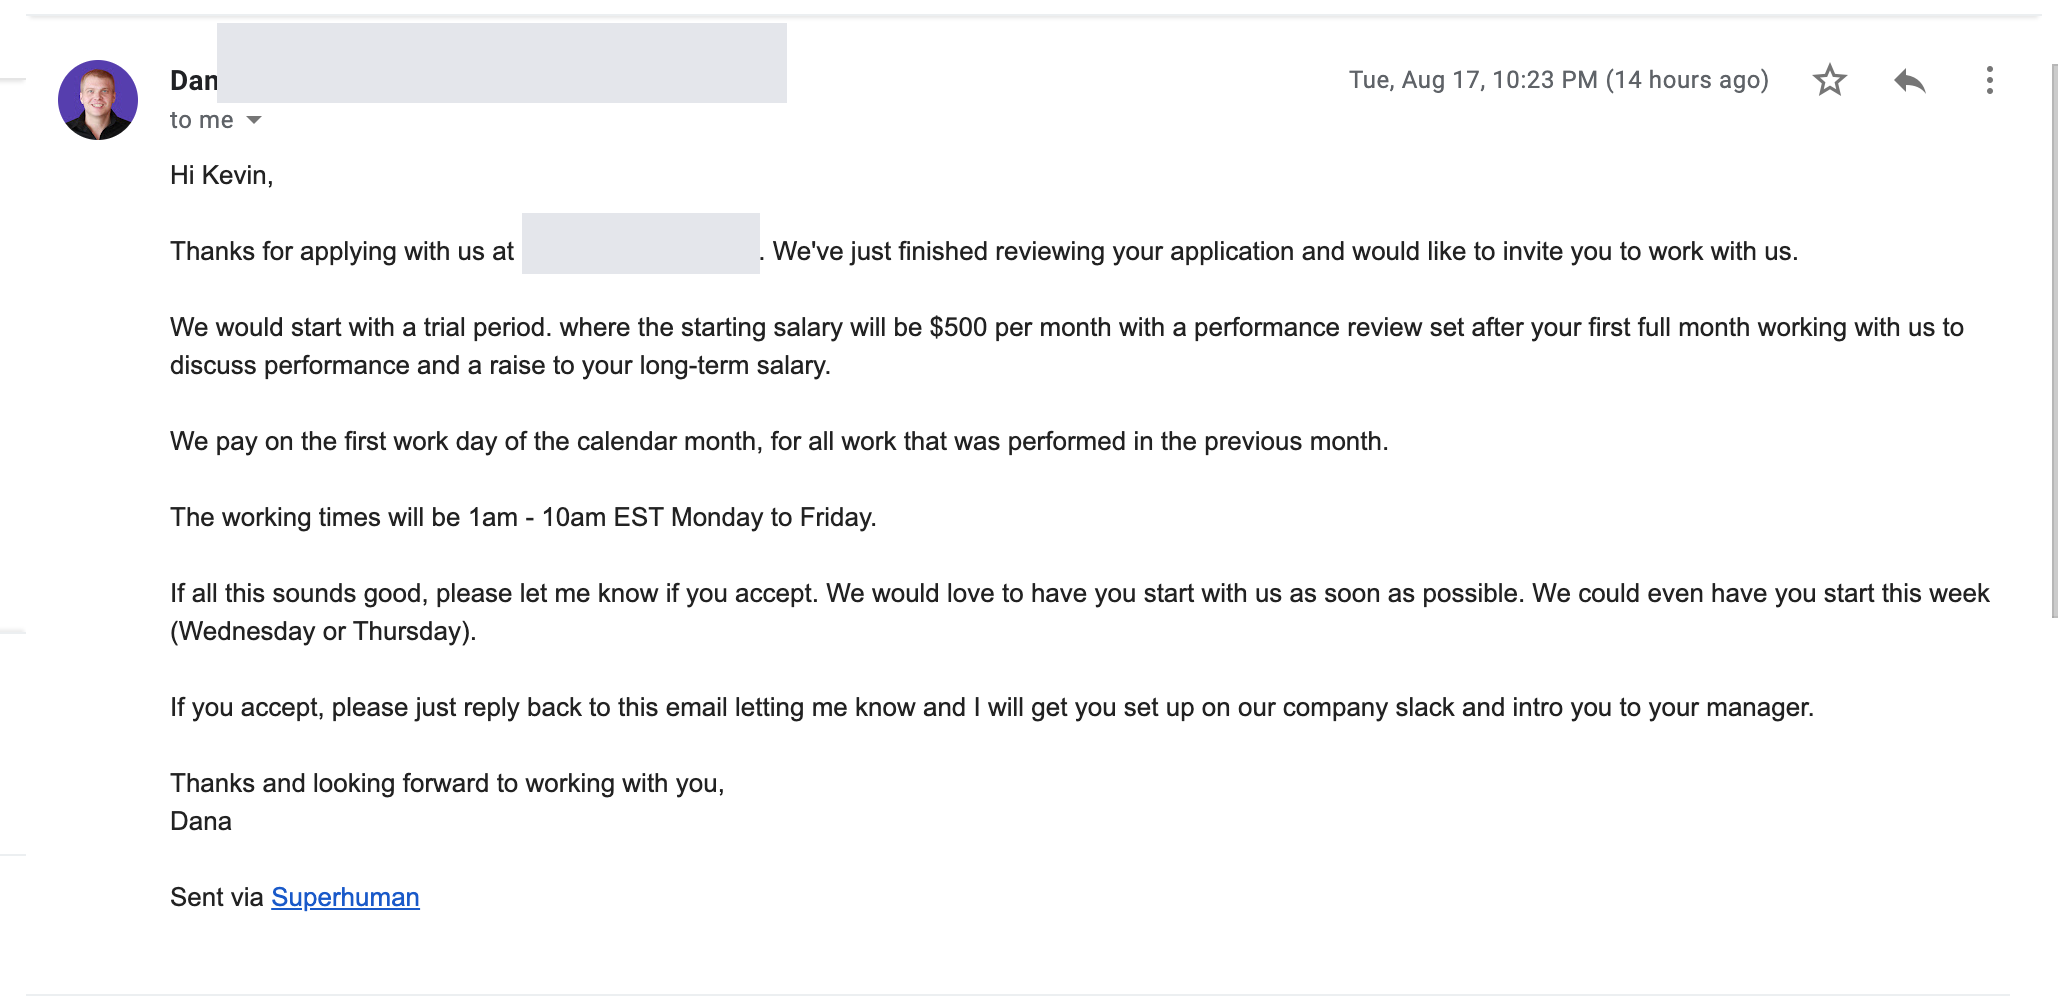 Dan
Tue, Aug 17, 10:23 PM (14 hours ago)
to me
Hi Kevin,
Thanks for applying with us at . We've just finished reviewing your application and would like to invite you to work with us.
We would start with a trial period. where the starting salary will be $500 per month with a performance review set after your first full month working with us to
discuss performance and a raise to your long-term salary.
We pay on the first work day of the calendar month, for all work that was performed in the previous month.
The working times will be 1am - 10am EST Monday to Friday.
If all this sounds good, please let me know if you accept. We would love to have you start with us as soon as possible. We could even have you start this week
(Wednesday or Thursday).
If you accept, please just reply back to this email letting me know and I will get you set up on our company slack and intro you to your manager.
Thanks and looking forward to working with you,
Dana
Sent via Superhuman